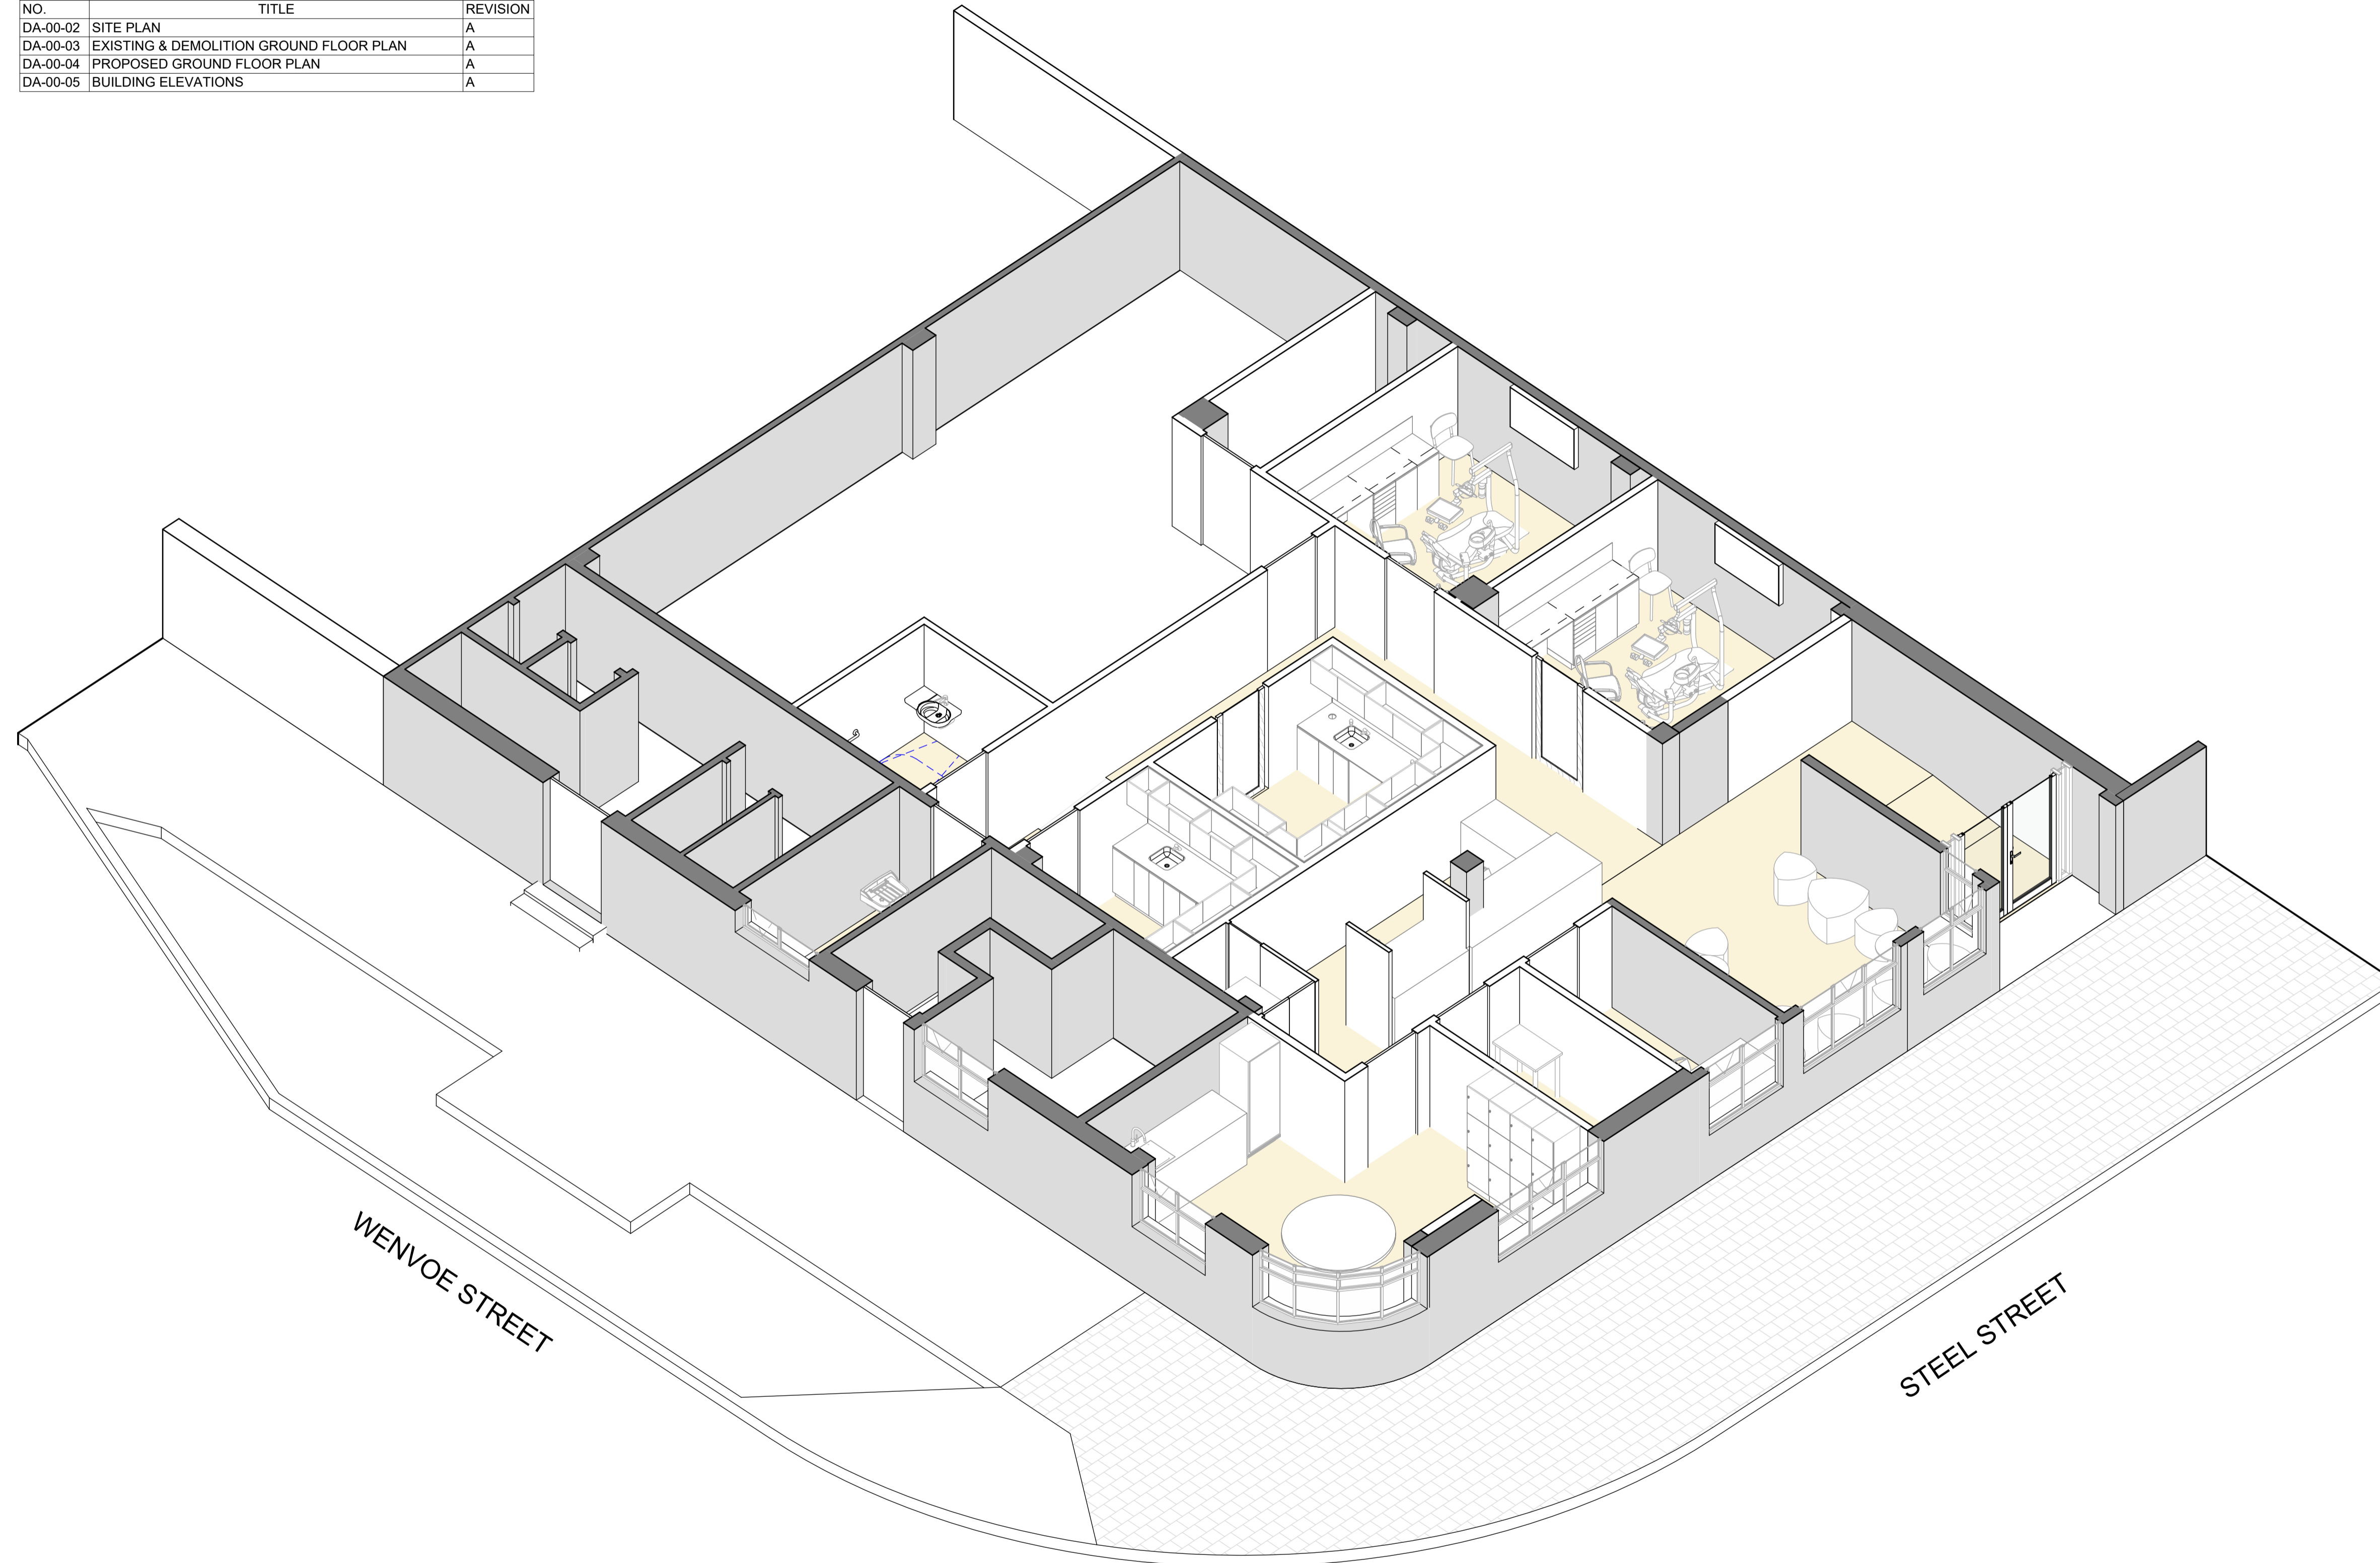 NO. TITLE REVISION
DA-00-02 SITE PLAN A
DA-00-03 EXISTING & DEMOLITION GROUND FLOOR PLAN A
DA-00-04 PROPOSED GROUND FLOOR PLAN A
DA-00-05 BUILDING ELEVATIONS A
WENVOE STREET
STEEL STREET